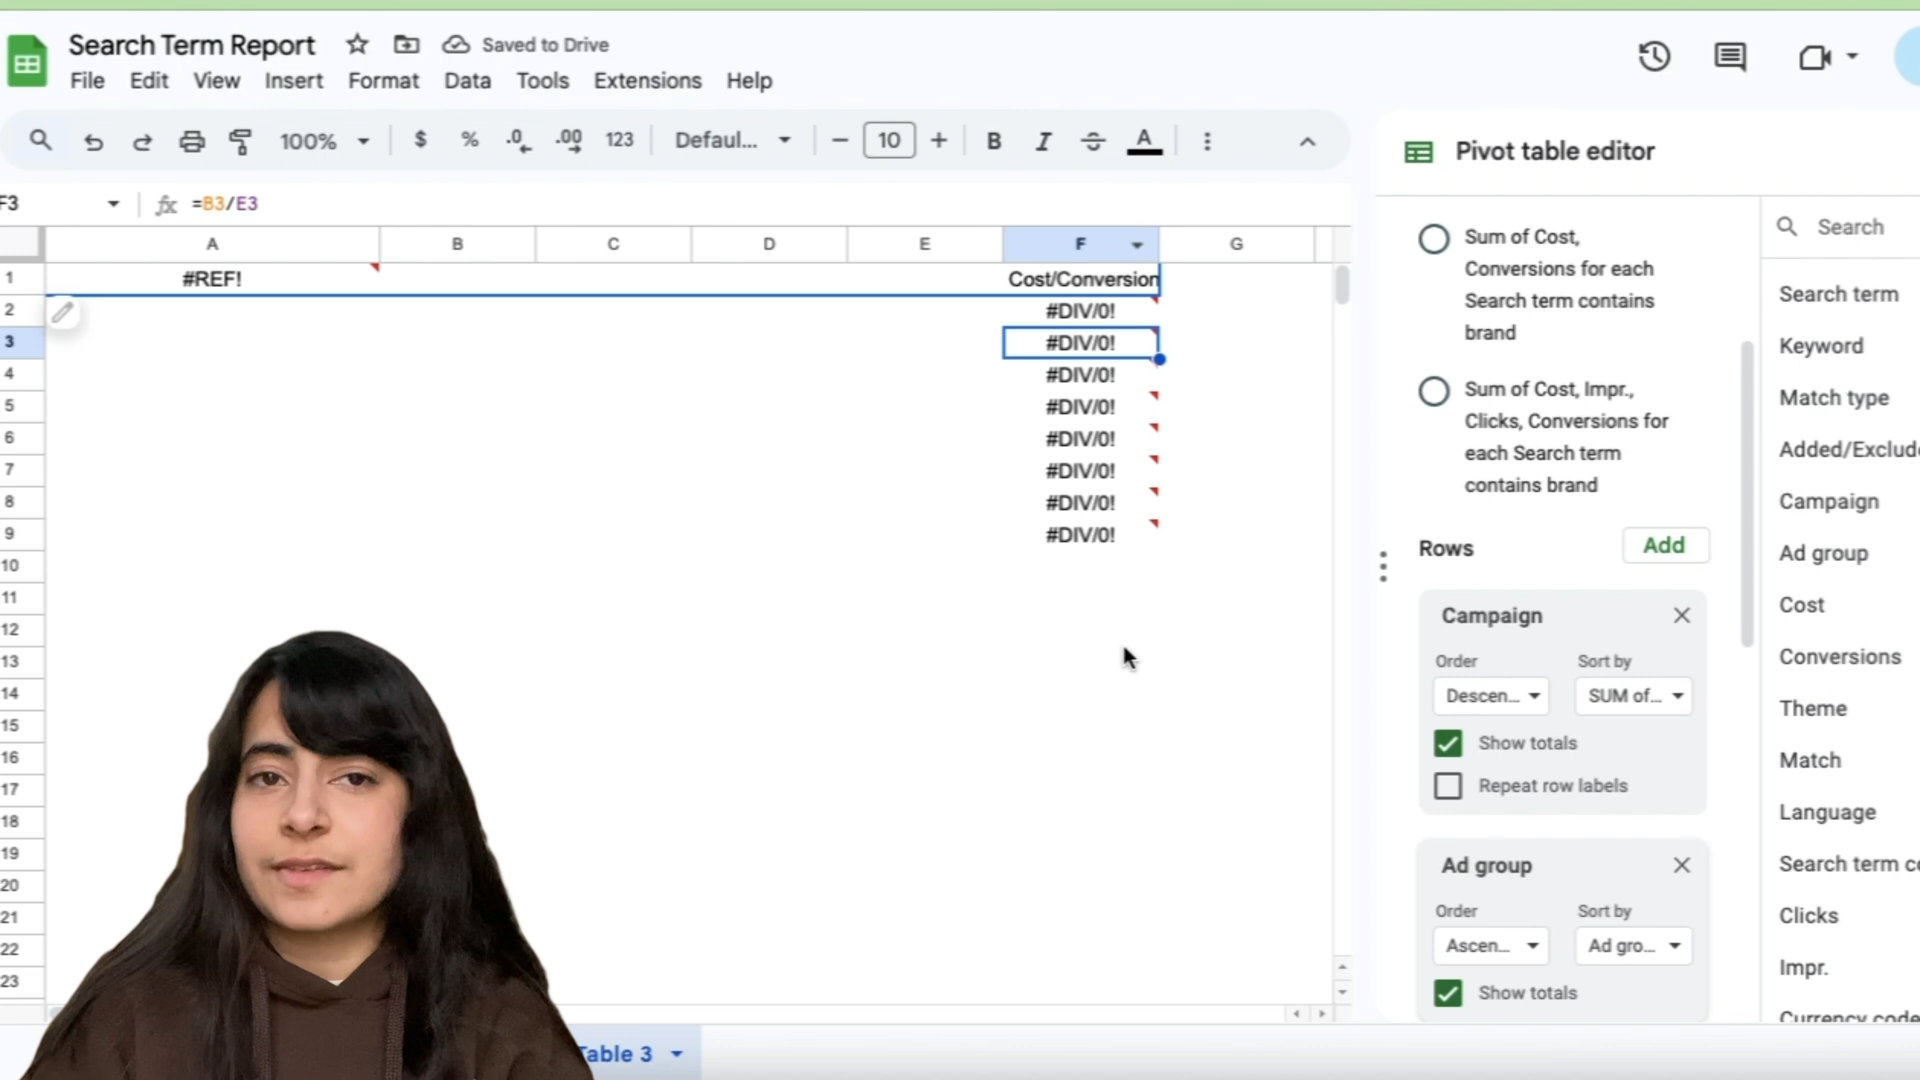 Search Term Report Saved to Drive
File Edit View Insert Format Data Tools Extensions Help
100% $ % .0 .00 123 Defaul... − 10 + B I S A
F3 fx =B3/E3
A B C D E F G
1 #REF! Cost/Conversion
2 #DIV/0!
3 #DIV/0!
4 #DIV/0!
5 #DIV/0!
6 #DIV/0!
7 #DIV/0!
8 #DIV/0!
9 #DIV/0!
10
11
12
13
14
15
16
17
18
19
20
21
22
23
Table 3
Pivot table editor
Sum of Cost,
Conversions for each
Search term contains
brand
Sum of Cost, Impr.,
Clicks, Conversions for
each Search term
contains brand
Rows Add
Campaign
Order Sort by
Descen... SUM of...
Show totals
Repeat row labels
Ad group
Order Sort by
Ascen... Ad gro...
Show totals
Search
Search term
Keyword
Match type
Added/Exclude
Campaign
Ad group
Cost
Conversions
Theme
Match
Language
Search term co
Clicks
Impr.
Currency code